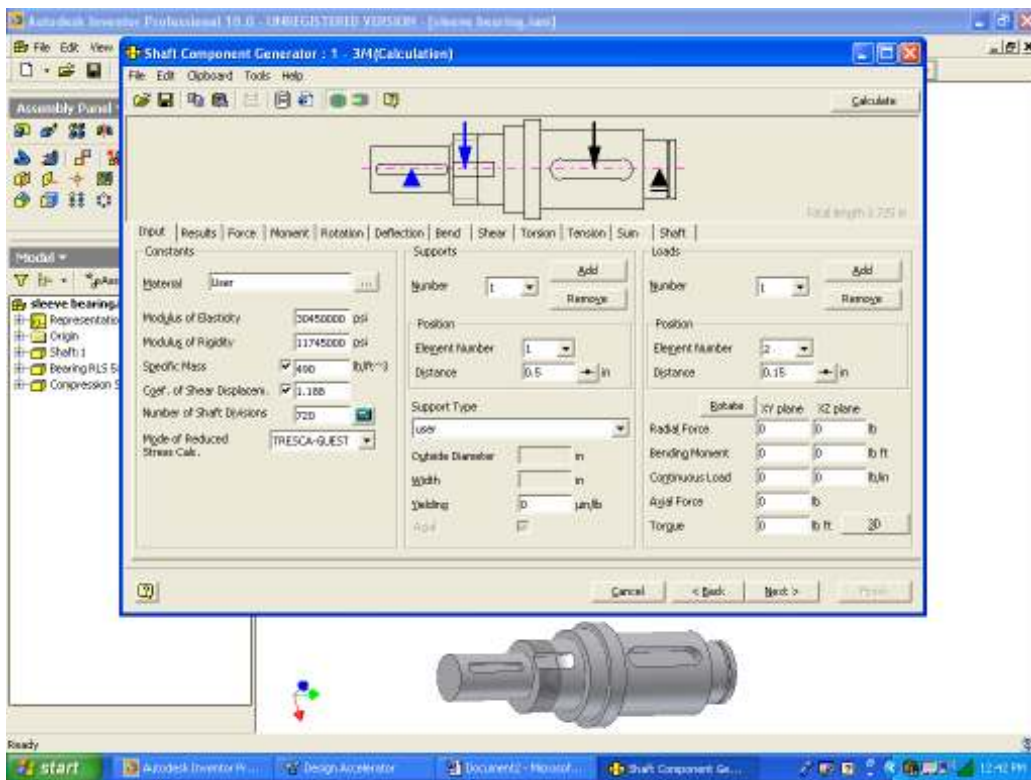 Autodesk Inventor Professional 10.0 - UNREGISTERED VERSION - [sleeve bearing.iam]
File Edit View
Shaft Component Generator : 1 - 3/4(Calculation)
File Edit Clipboard Tools Help
Calculate
Assembly Panel
Total length 3.735 in
Input Results Force Moment Rotation Deflection Bend Shear Torsion Tension Sum Shaft
Constants
Material User ...
Modulus of Elasticity 30450000 psi
Modulus of Rigidity 11745000 psi
Specific Mass 490 lb/ft^3
Coef. of Shear Displacem. 1.188
Number of Shaft Divisions 720
Mode of Reduced
Stress Calc. TRESCA-GUEST
Supports
Number 1
Add
Remove
Position
Element Number 1
Distance 0.5 in
Support Type
user
Outside Diameter in
Width in
Yielding 0 µin/lb
Axial
Loads
Number 1
Add
Remove
Position
Element Number 2
Distance 0.15 in
Rotate XY plane XZ plane
Radial Force 0 0 lb
Bending Moment 0 0 lb ft
Continuous Load 0 0 lb/in
Axial Force 0 lb
Torque 0 lb ft 3D
Cancel < Back Next > Finish
Model
sleeve bearing.
Representatio
Origin
Shaft:1
Bearing RLS
Compression S
Ready
start Autodesk Inventor Pr... Design Accelerator Document2 - Microsof... Shaft Component Ge... 12:42 PM